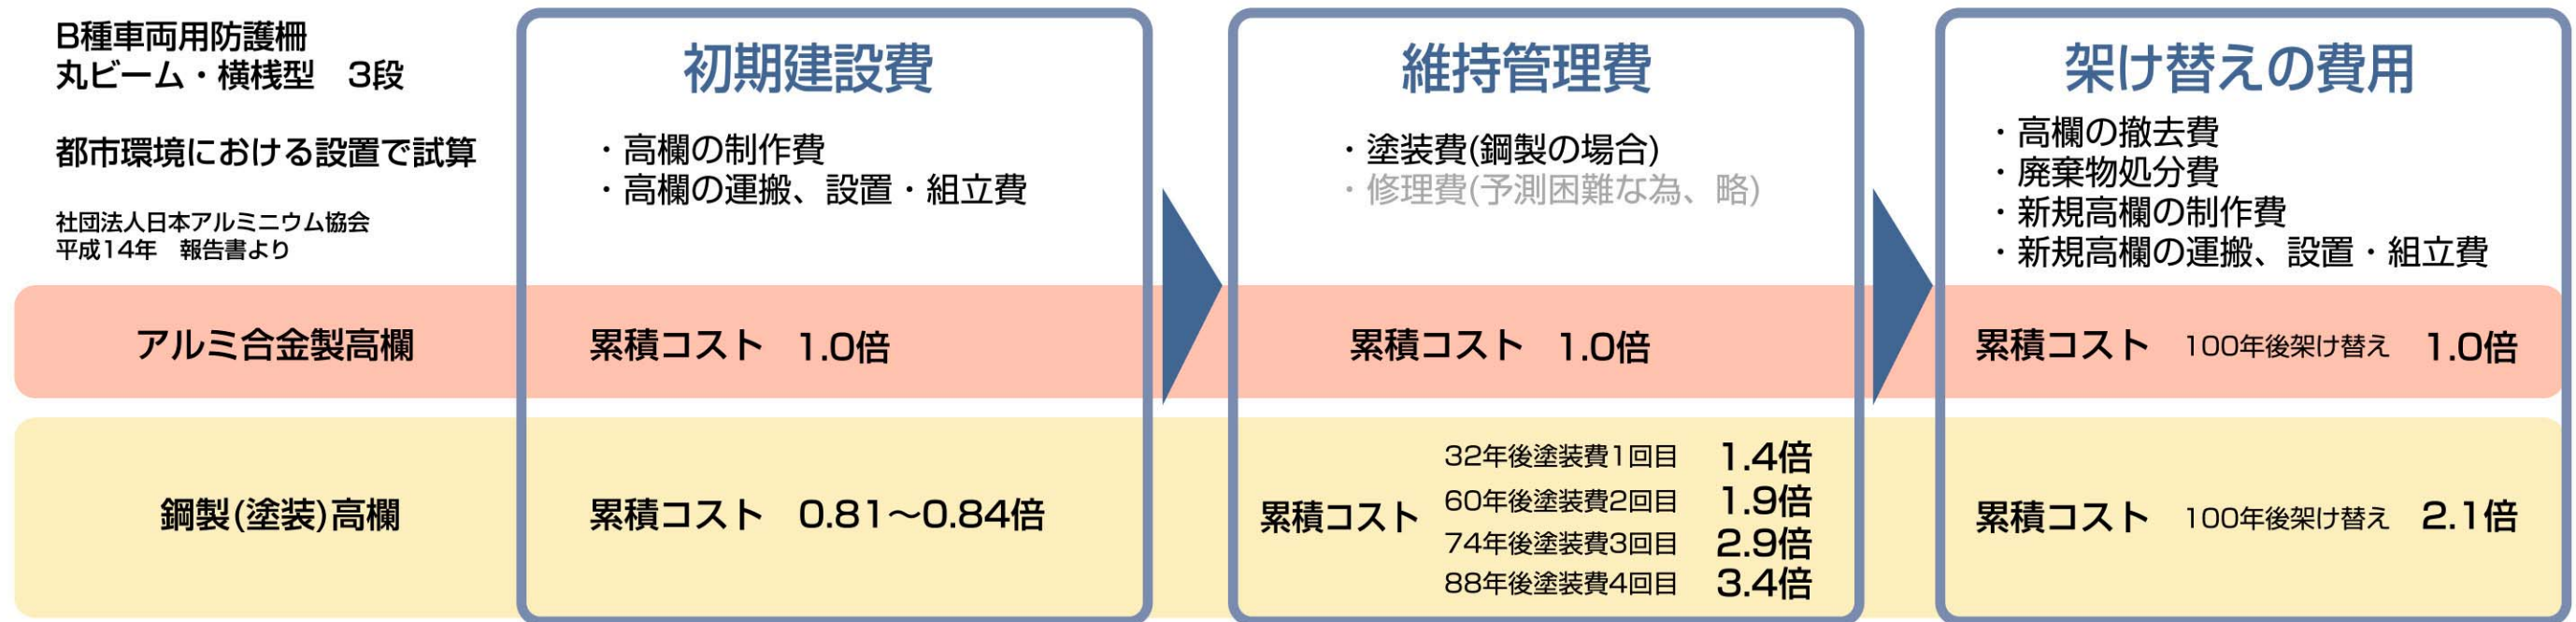 B種車両用防護柵
丸ビーム・横桟型　3段
都市環境における設置で試算
社団法人日本アルミニウム協会
平成14年　報告書より
初期建設費
・高欄の制作費
・高欄の運搬、設置・組立費
維持管理費
・塗装費(鋼製の場合)
・修理費(予測困難な為、略)
架け替えの費用
・高欄の撤去費
・廃棄物処分費
・新規高欄の制作費
・新規高欄の運搬、設置・組立費
アルミ合金製高欄
累積コスト　1.0倍
累積コスト　1.0倍
累積コスト　100年後架け替え　1.0倍
鋼製(塗装)高欄
累積コスト　0.81〜0.84倍
累積コスト
32年後塗装費1回目　1.4倍
60年後塗装費2回目　1.9倍
74年後塗装費3回目　2.9倍
88年後塗装費4回目　3.4倍
累積コスト　100年後架け替え　2.1倍